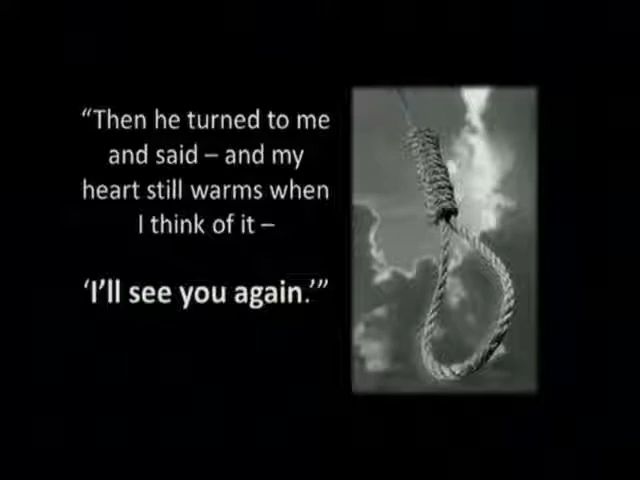 “Then he turned to me
and said – and my
heart still warms when
I think of it –
‘I’ll see you again.’”